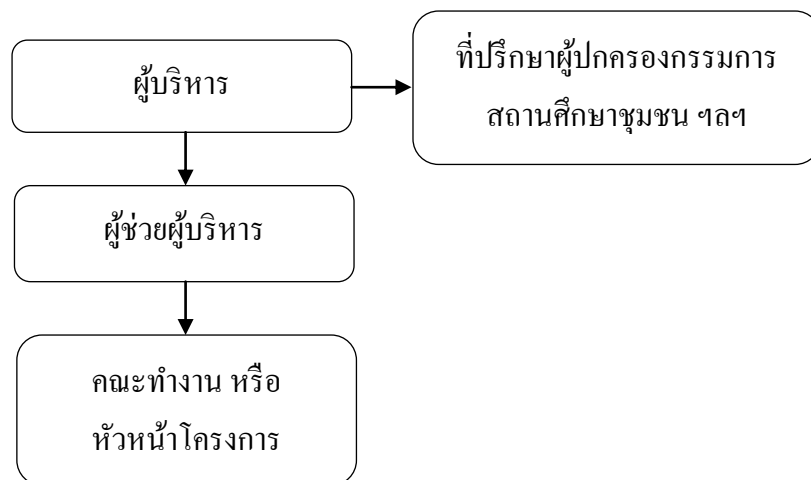 ผู้บริหาร
ที่ปรึกษาผู้ปกครองกรรมการ
สถานศึกษาชุมชน ฯลฯ
ผู้ช่วยผู้บริหาร
คณะทำงาน หรือ
หัวหน้าโครงการ